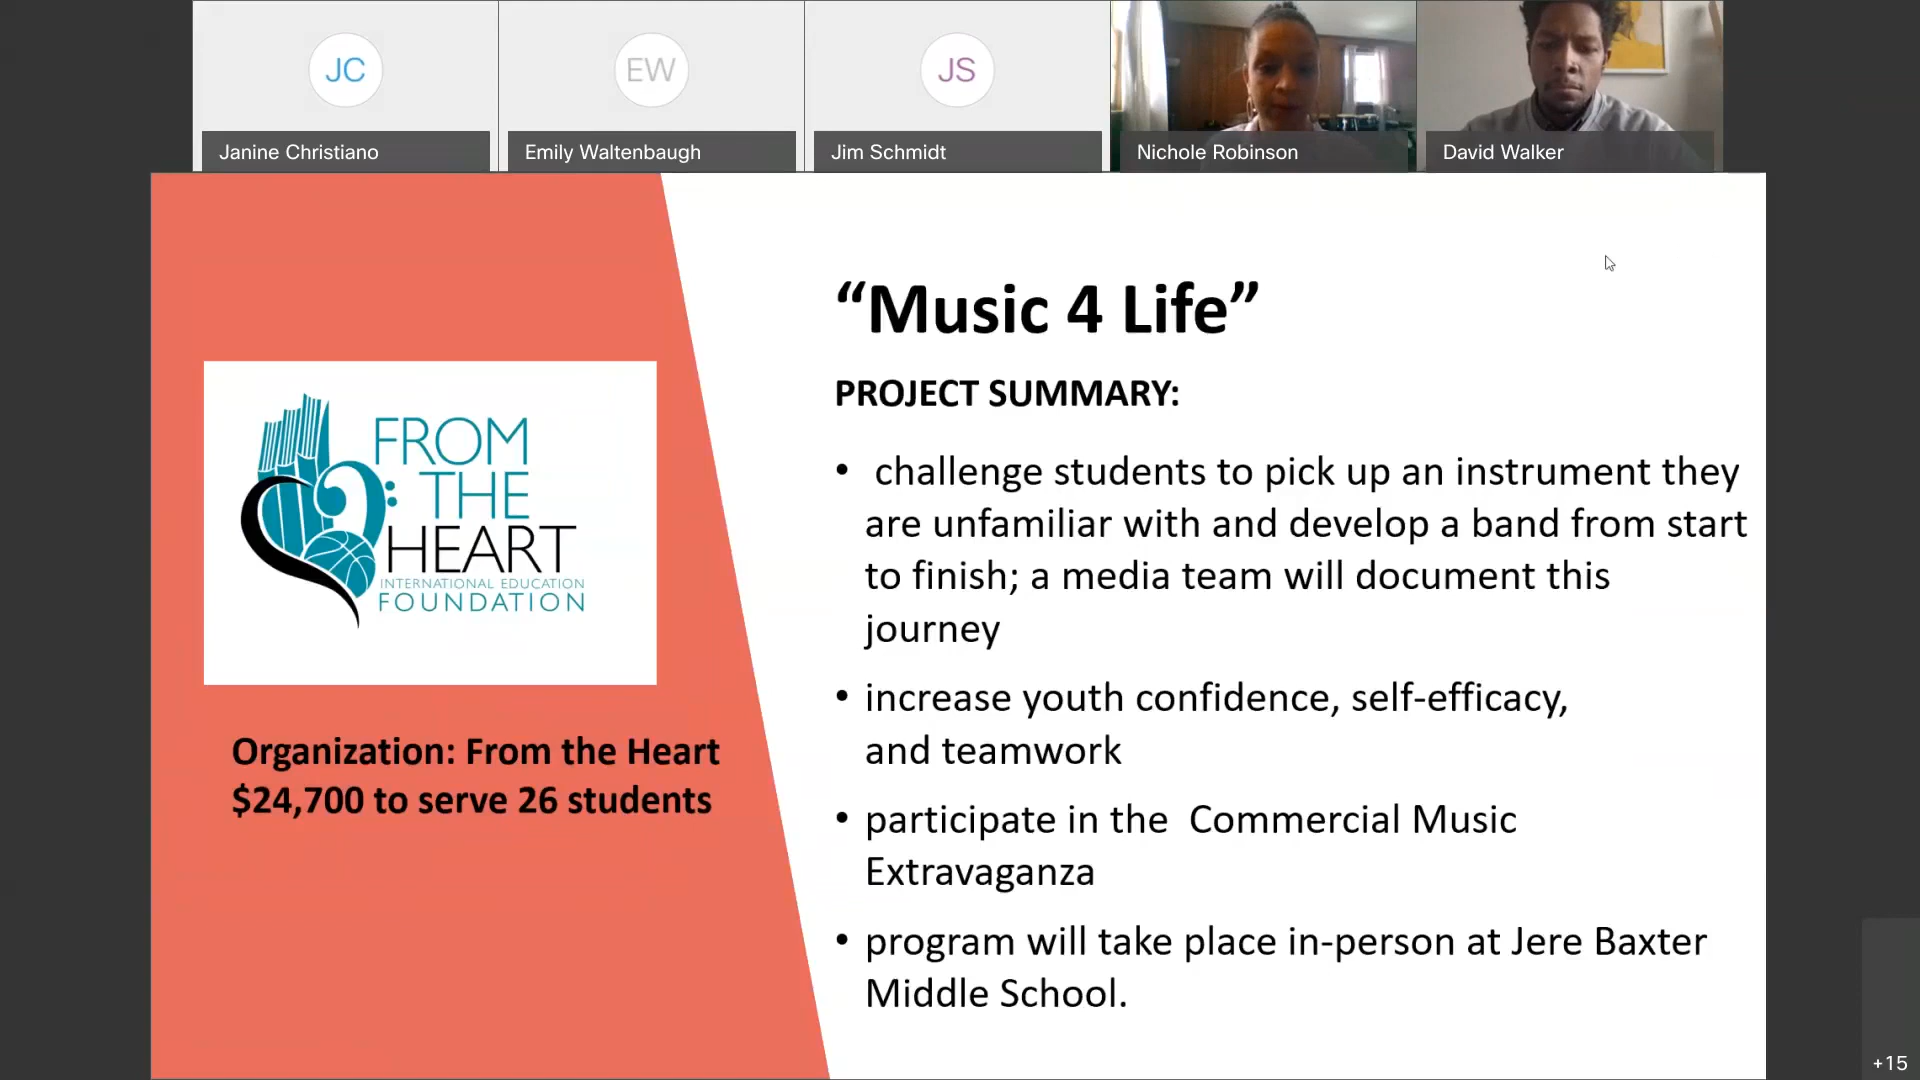 JC
EW
JS
Janine Christiano
Emily Waltenbaugh
Jim Schmidt
Nichole Robinson
David Walker
FROM
THE
HEART
INTERNATIONAL EDUCATION
FOUNDATION
Organization: From the Heart
$24,700 to serve 26 students
“Music 4 Life”
PROJECT SUMMARY:
• challenge students to pick up an instrument they
are unfamiliar with and develop a band from start
to finish; a media team will document this
journey
• increase youth confidence, self-efficacy,
and teamwork
• participate in the Commercial Music
Extravaganza
• program will take place in-person at Jere Baxter
Middle School.
+15